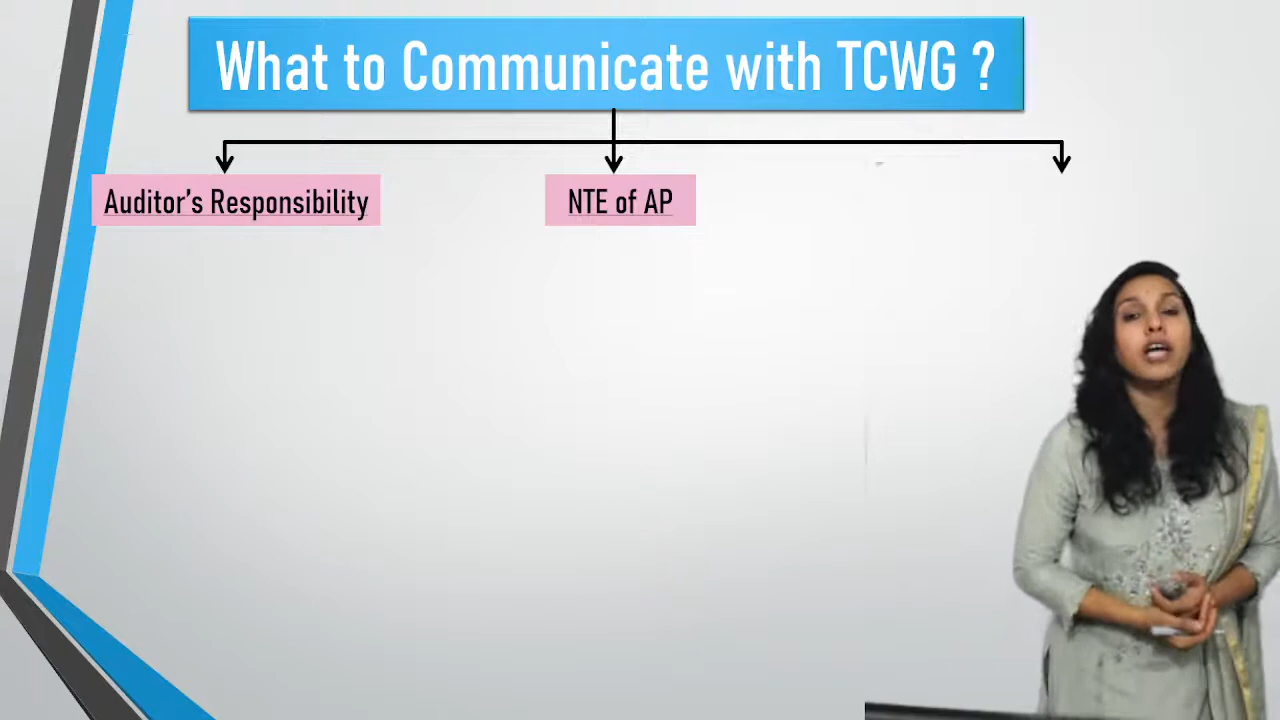 What to Communicate with TCWG ?
Auditor's Responsibility
NTE of AP